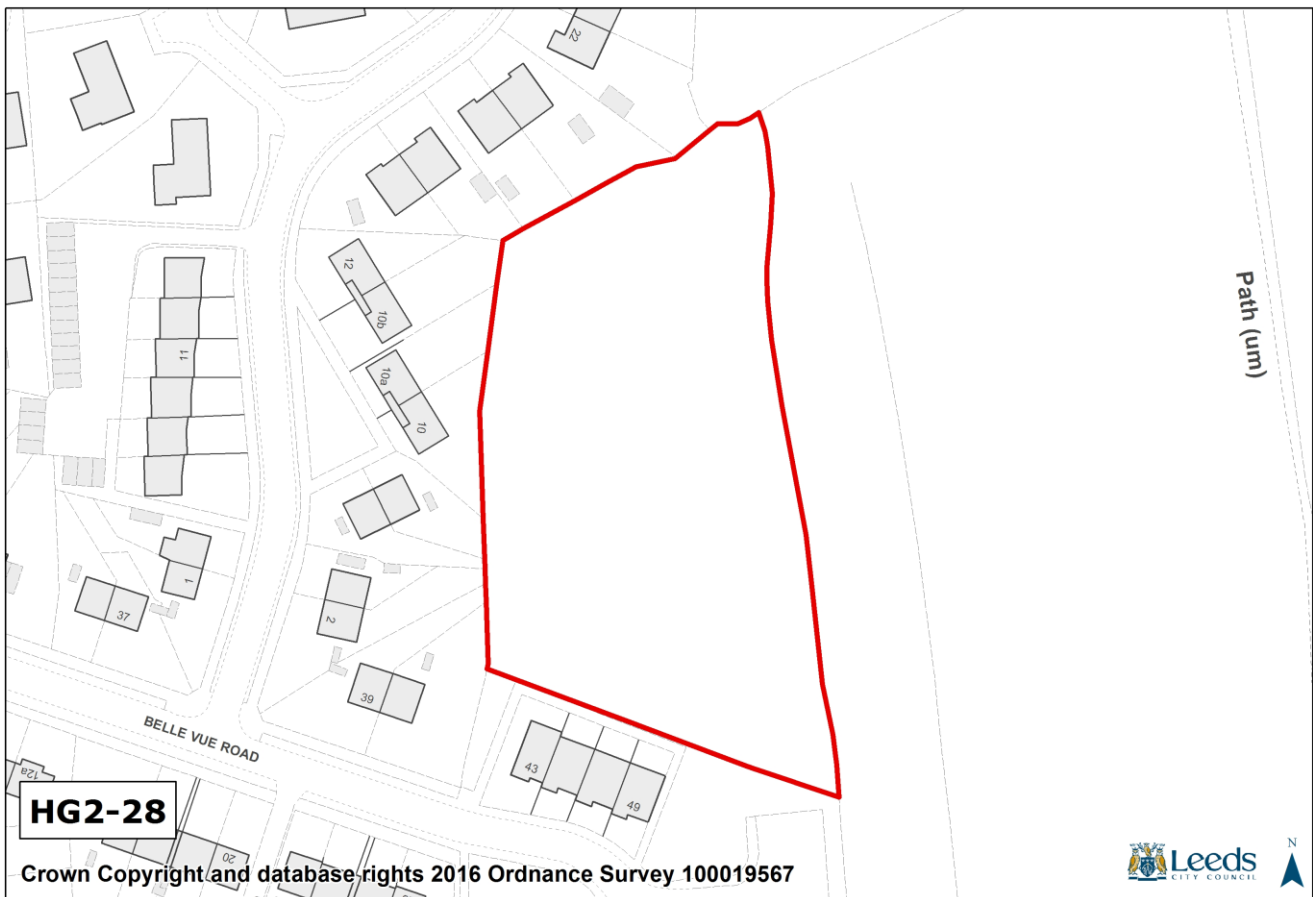 22
Path (um)
12
10b
11
10a
10
1
37
2
39
BELLE VUE ROAD
43
49
12a
HG2-28
20
Crown Copyright and database rights 2016 Ordnance Survey 100019567
Leeds
CITY COUNCIL
N